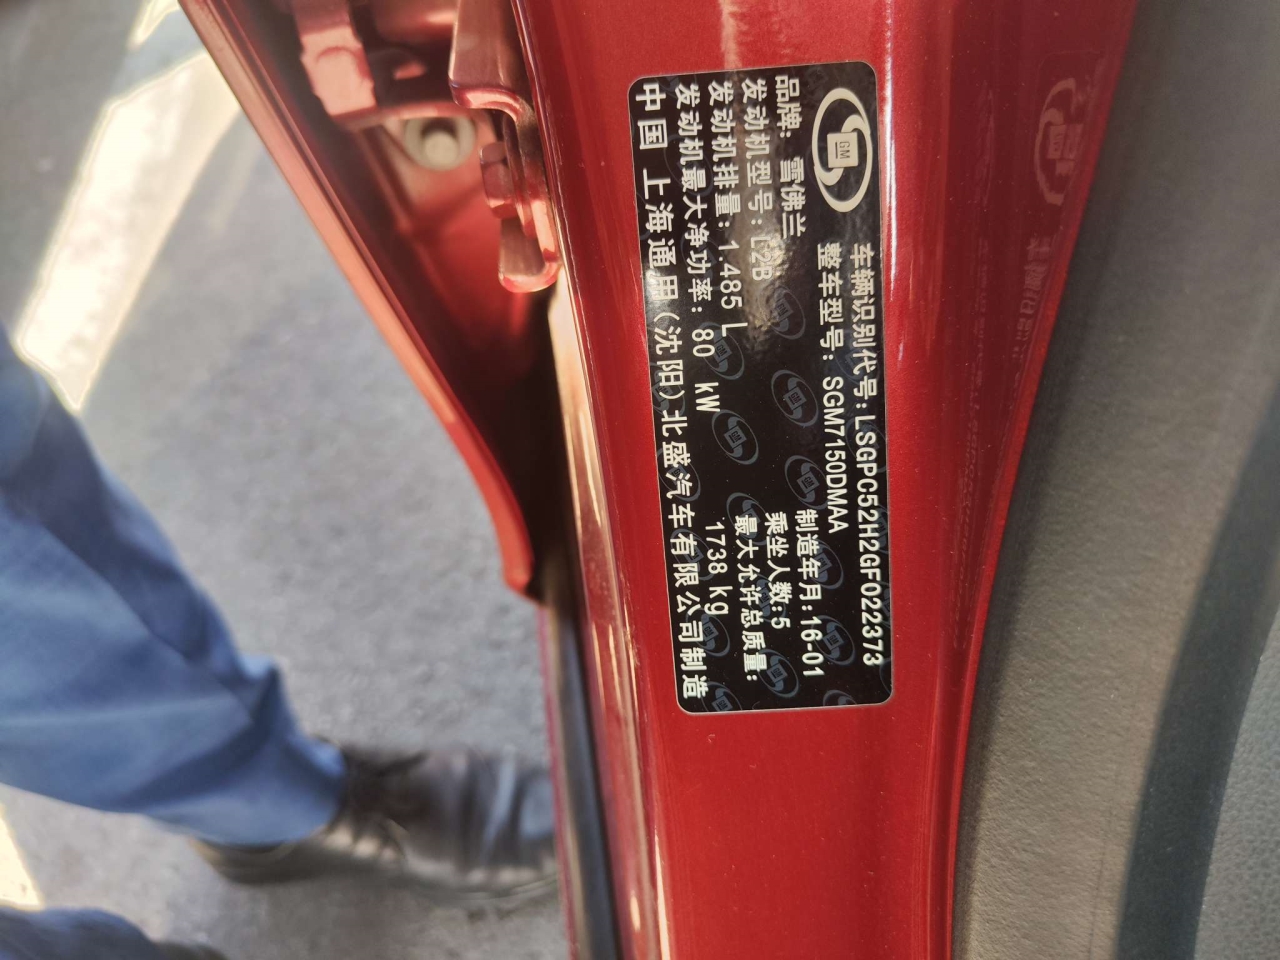 GM
车辆识别代号:LSGPC52H2GF022373
整车型号: SGM7150DMAA
品牌: 雪佛兰 制造年月:16-01
发动机型号:L2B 乘坐人数:5
发动机排量:1.485 L 最大允许总质量:
发动机最大净功率: 80 kW 1738 kg
中国 上海通用(沈阳)北盛汽车有限公司制造